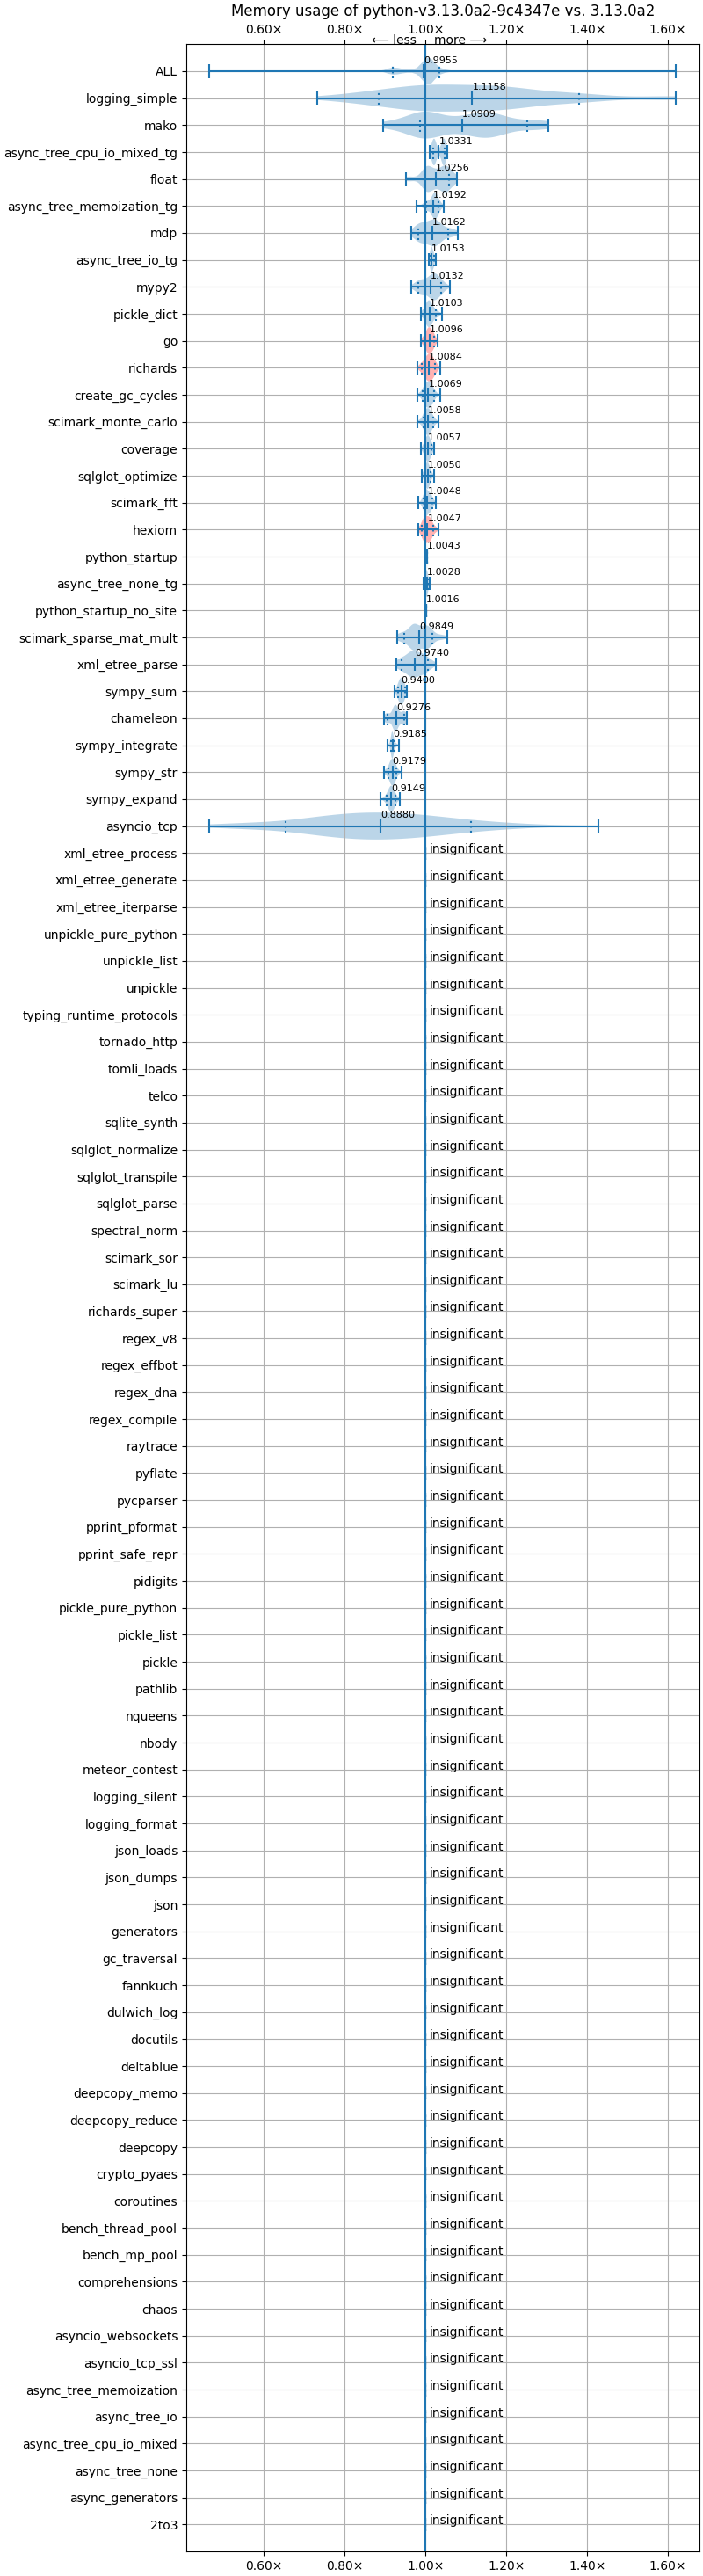 Memory usage of python-v3.13.0a2-9c4347e vs. 3.13.0a2
0.60× 0.80× 1.00× 1.20× 1.40× 1.60×
⟵ less more ⟶
ALL 0.9955
logging_simple 1.1158
mako 1.0909
async_tree_cpu_io_mixed_tg 1.0331
float 1.0256
async_tree_memoization_tg 1.0192
mdp 1.0162
async_tree_io_tg 1.0153
mypy2 1.0132
pickle_dict 1.0103
go 1.0096
richards 1.0084
create_gc_cycles 1.0069
scimark_monte_carlo 1.0058
coverage 1.0057
sqlglot_optimize 1.0050
scimark_fft 1.0048
hexiom 1.0047
python_startup 1.0043
async_tree_none_tg 1.0028
python_startup_no_site 1.0016
scimark_sparse_mat_mult 0.9849
xml_etree_parse 0.9740
sympy_sum 0.9400
chameleon 0.9276
sympy_integrate 0.9185
sympy_str 0.9179
sympy_expand 0.9149
asyncio_tcp 0.8880
xml_etree_process insignificant
xml_etree_generate insignificant
xml_etree_iterparse insignificant
unpickle_pure_python insignificant
unpickle_list insignificant
unpickle insignificant
typing_runtime_protocols insignificant
tornado_http insignificant
tomli_loads insignificant
telco insignificant
sqlite_synth insignificant
sqlglot_normalize insignificant
sqlglot_transpile insignificant
sqlglot_parse insignificant
spectral_norm insignificant
scimark_sor insignificant
scimark_lu insignificant
richards_super insignificant
regex_v8 insignificant
regex_effbot insignificant
regex_dna insignificant
regex_compile insignificant
raytrace insignificant
pyflate insignificant
pycparser insignificant
pprint_pformat insignificant
pprint_safe_repr insignificant
pidigits insignificant
pickle_pure_python insignificant
pickle_list insignificant
pickle insignificant
pathlib insignificant
nqueens insignificant
nbody insignificant
meteor_contest insignificant
logging_silent insignificant
logging_format insignificant
json_loads insignificant
json_dumps insignificant
json insignificant
generators insignificant
gc_traversal insignificant
fannkuch insignificant
dulwich_log insignificant
docutils insignificant
deltablue insignificant
deepcopy_memo insignificant
deepcopy_reduce insignificant
deepcopy insignificant
crypto_pyaes insignificant
coroutines insignificant
bench_thread_pool insignificant
bench_mp_pool insignificant
comprehensions insignificant
chaos insignificant
asyncio_websockets insignificant
asyncio_tcp_ssl insignificant
async_tree_memoization insignificant
async_tree_io insignificant
async_tree_cpu_io_mixed insignificant
async_tree_none insignificant
async_generators insignificant
2to3 insignificant
0.60× 0.80× 1.00× 1.20× 1.40× 1.60×